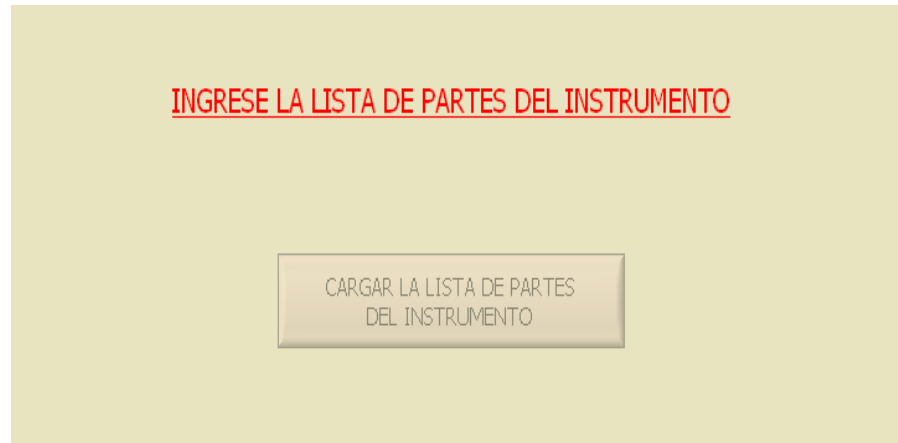 INGRESE LA LISTA DE PARTES DEL INSTRUMENTO
CARGAR LA LISTA DE PARTES
DEL INSTRUMENTO